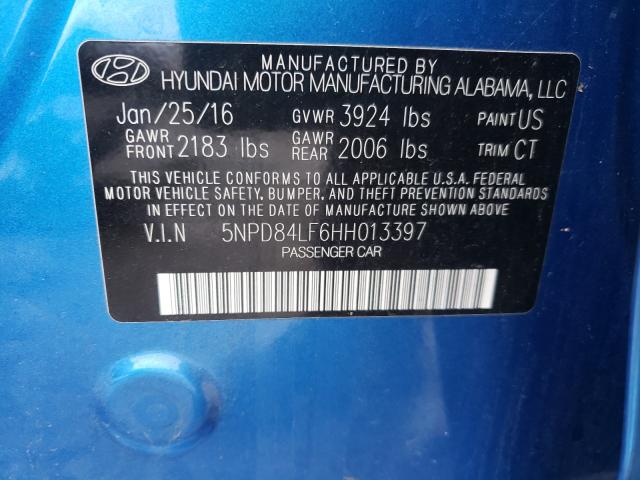 MANUFACTURED BY
HYUNDAI MOTOR MANUFACTURING ALABAMA, LLC
Jan/25/16 GVWR 3924 lbs PAINT US
GAWR FRONT 2183 lbs GAWR REAR 2006 lbs TRIM CT
THIS VEHICLE CONFORMS TO ALL APPLICABLE U.S.A. FEDERAL
MOTOR VEHICLE SAFETY, BUMPER, AND THEFT PREVENTION STANDARDS
IN EFFECT ON THE DATE OF MANUFACTURE SHOWN ABOVE
V.I.N 5NPD84LF6HH013397
PASSENGER CAR